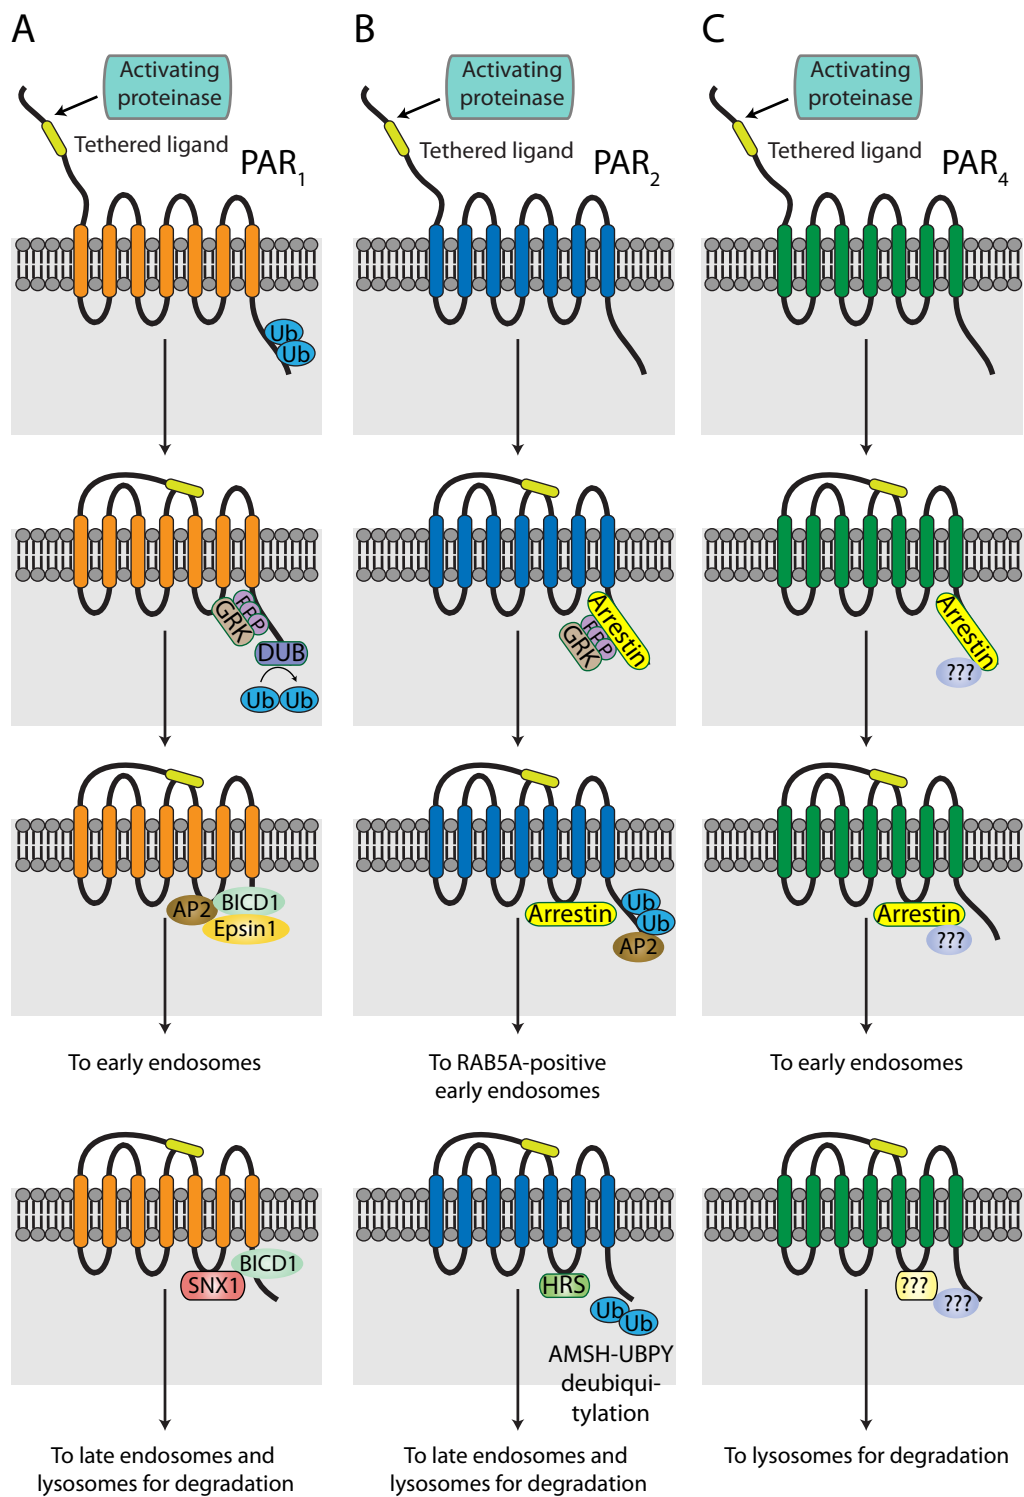 A
B
C
Activating
proteinase
Activating
proteinase
Activating
proteinase
Tethered ligand
Tethered ligand
Tethered ligand
PAR1
PAR2
PAR4
Ub
Ub
GRK
P
P
P
DUB
Ub
Ub
Arrestin
GRK
P
P
P
Arrestin
???
AP2
BICD1
Epsin1
Arrestin
Ub
Ub
AP2
Arrestin
???
To early endosomes
To RAB5A-positive
early endosomes
To early endosomes
SNX1
BICD1
HRS
Ub
Ub
AMSH-UBPY
deubiqui-
tylation
???
???
To late endosomes and
lysosomes for degradation
To late endosomes and
lysosomes for degradation
To lysosomes for degradation